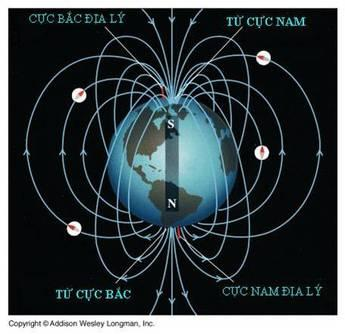 CỰC BẮC ĐỊA LÝ
TỪ CỰC NAM
S
N
TỪ CỰC BẮC
CỰC NAM ĐỊA LÝ
Copyright © Addison Wesley Longman, Inc.